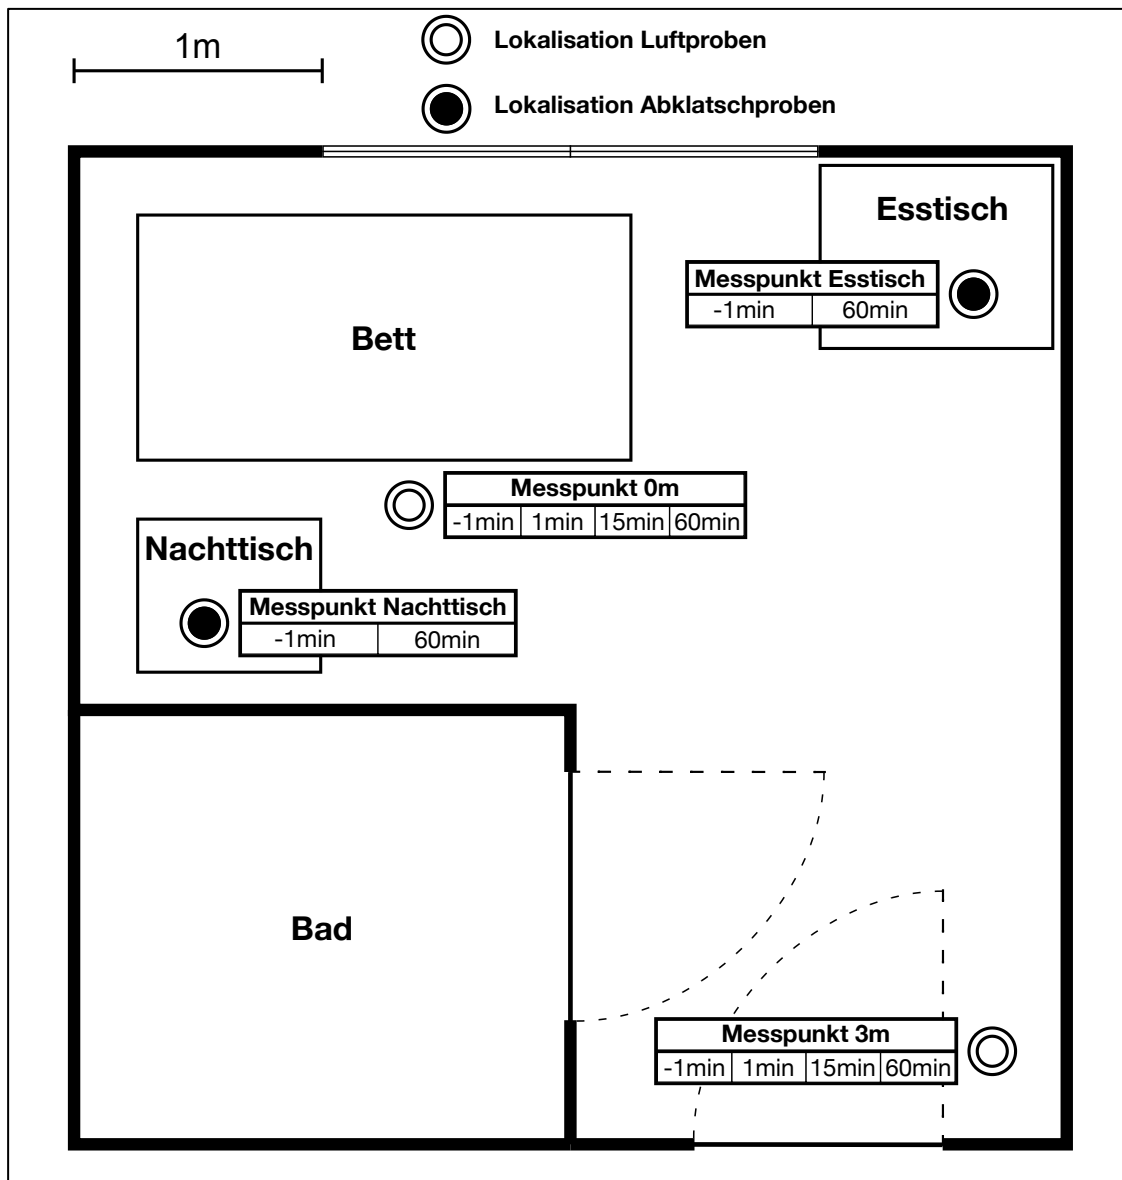 1m
Lokalisation Luftproben
Lokalisation Abklatschproben
Esstisch
Messpunkt Esstisch
-1min 60min
Bett
Messpunkt 0m
-1min 1min 15min 60min
Nachttisch
Messpunkt Nachttisch
-1min 60min
Bad
Messpunkt 3m
-1min 1min 15min 60min